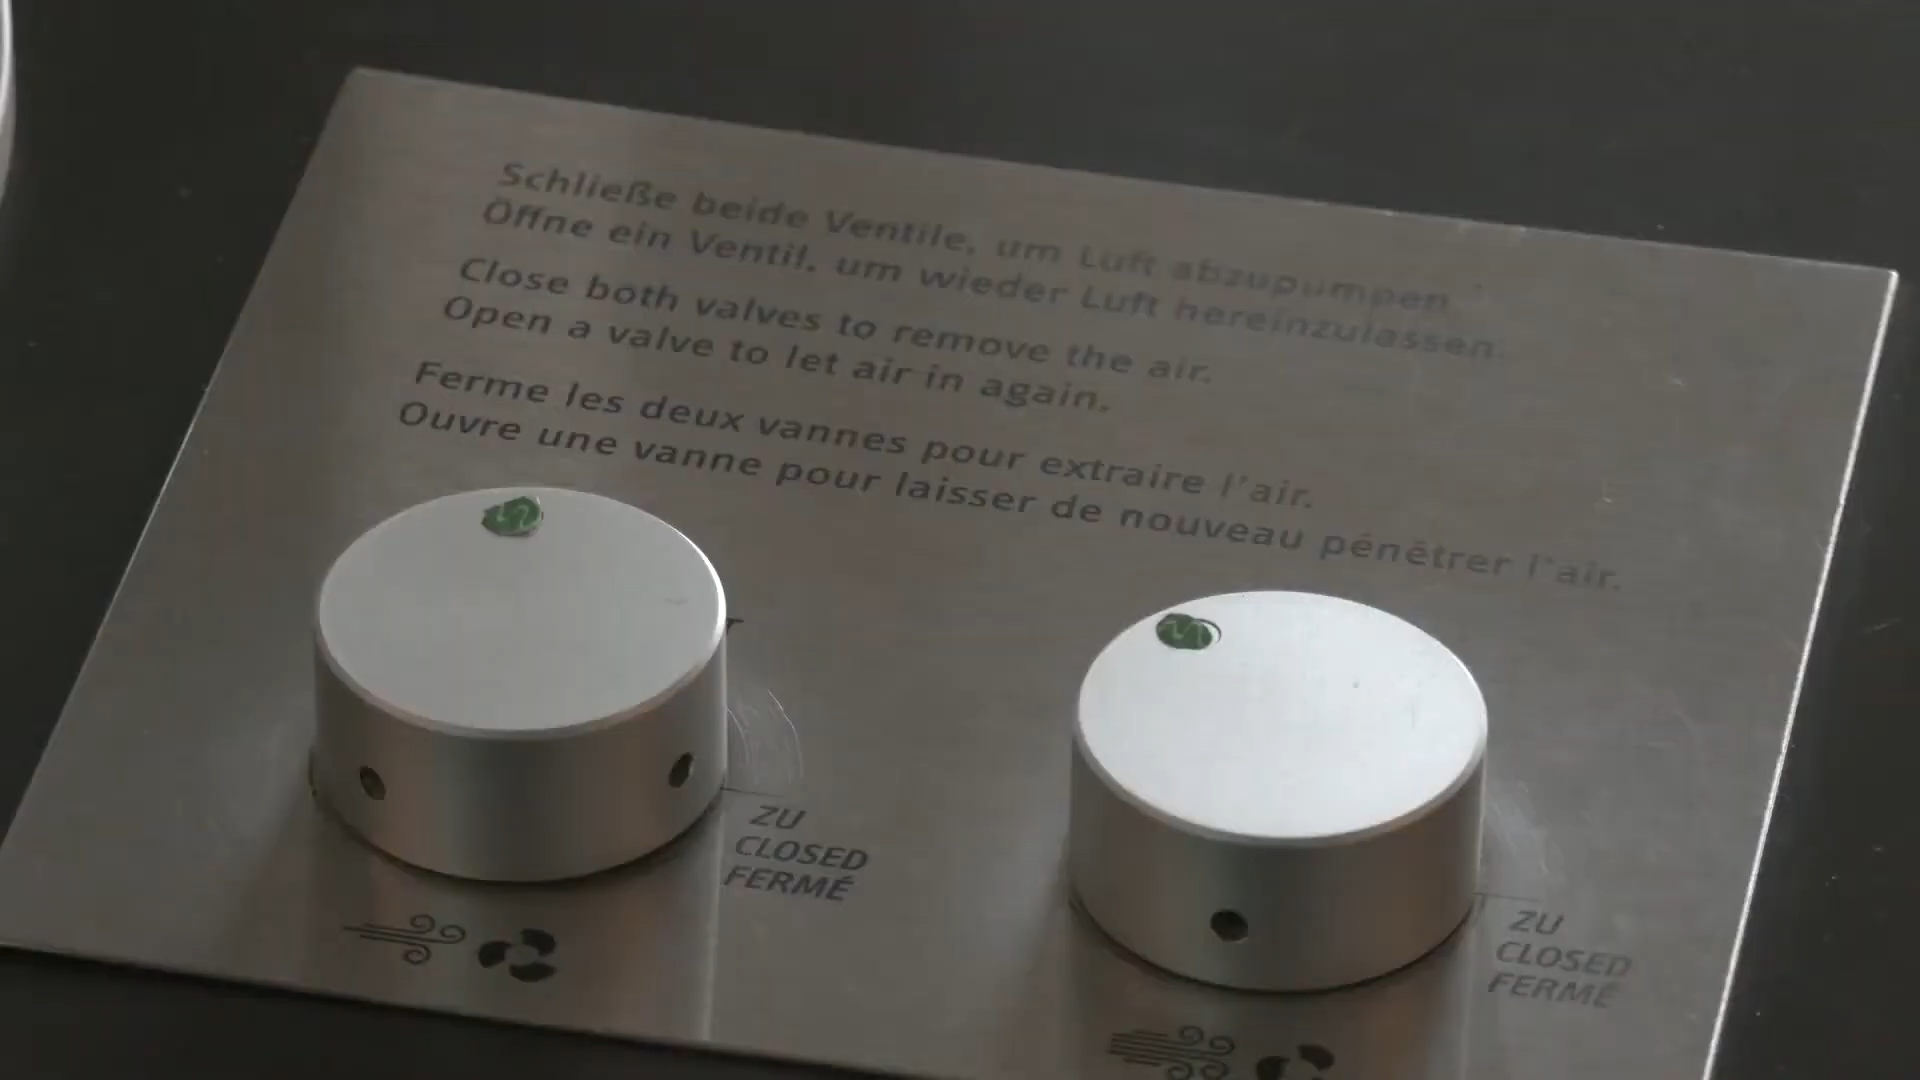 Schließe beide Ventile, um Luft abzupumpen.
Öffne ein Ventil, um wieder Luft hereinzulassen.
Close both valves to remove the air.
Open a valve to let air in again.
Ferme les deux vannes pour extraire l'air.
Ouvre une vanne pour laisser de nouveau pénétrer l'air.
ZU
CLOSED
FERMÉ
ZU
CLOSED
FERMÉ